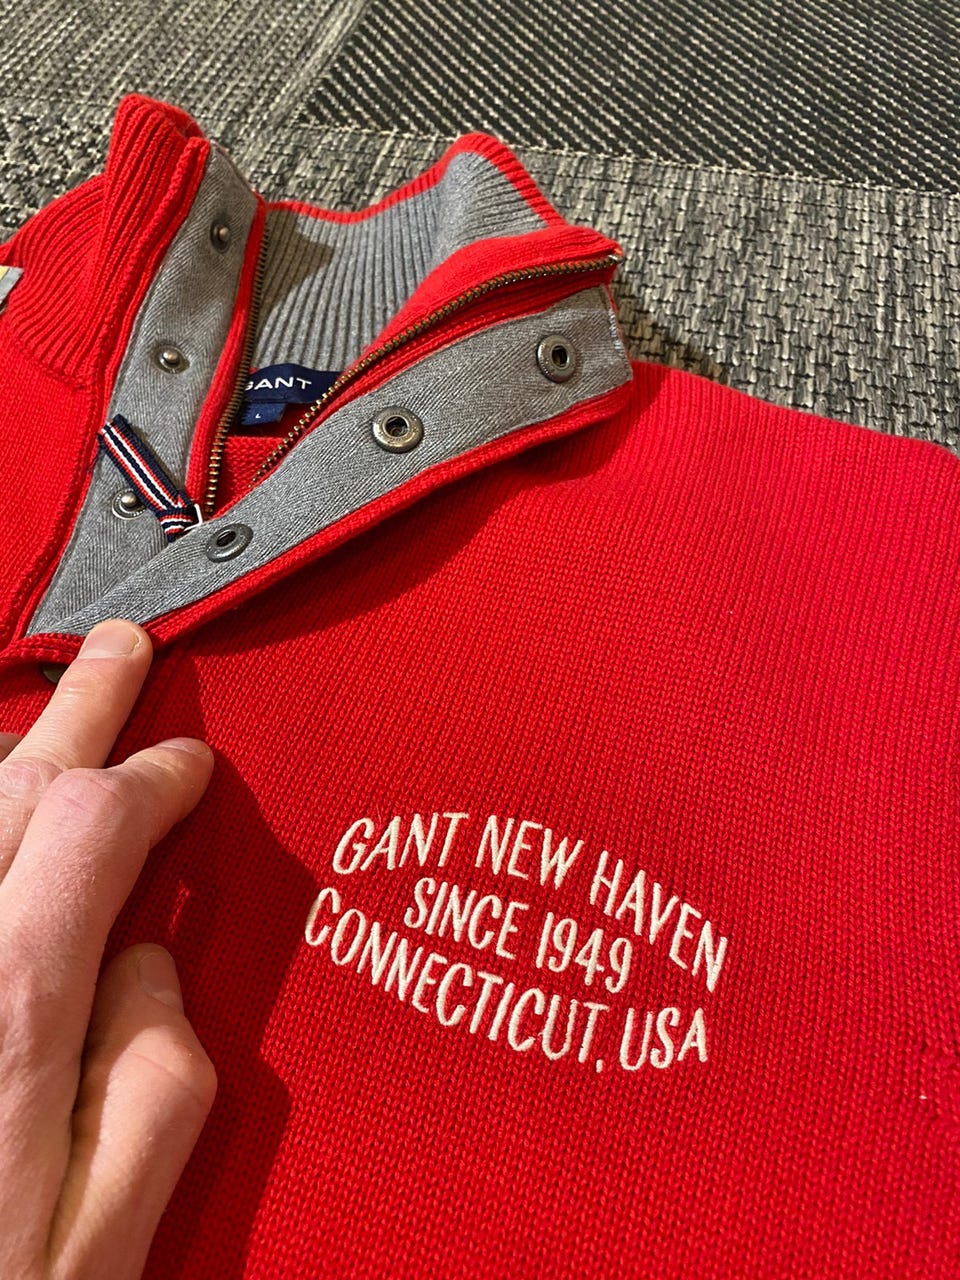 GANT
L
GANT NEW HAVEN
SINCE 1949
CONNECTICUT, USA